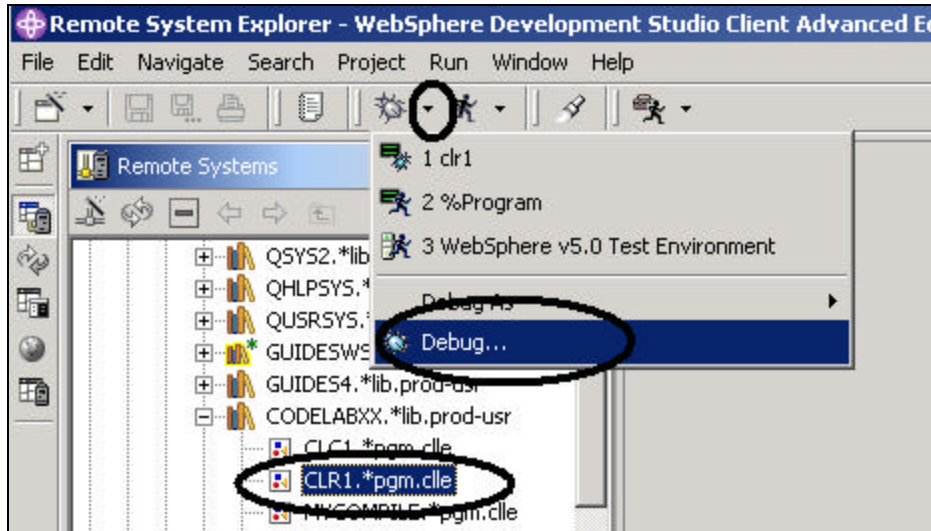 Remote System Explorer - WebSphere Development Studio Client Advanced Ed
File Edit Navigate Search Project Run Window Help
Remote Systems
1 clr1
2 %Program
3 WebSphere v5.0 Test Environment
Debug As
Debug...
QSYS2.*lib
QHLPSYS.*
QUSRSYS.*
GUIDESWS
GUIDES4.*lib.prod-usr
CODELABXX.*lib.prod-usr
CLC1.*pgm.clle
CLR1.*pgm.clle
MYCOMPILE.*pgm.clle